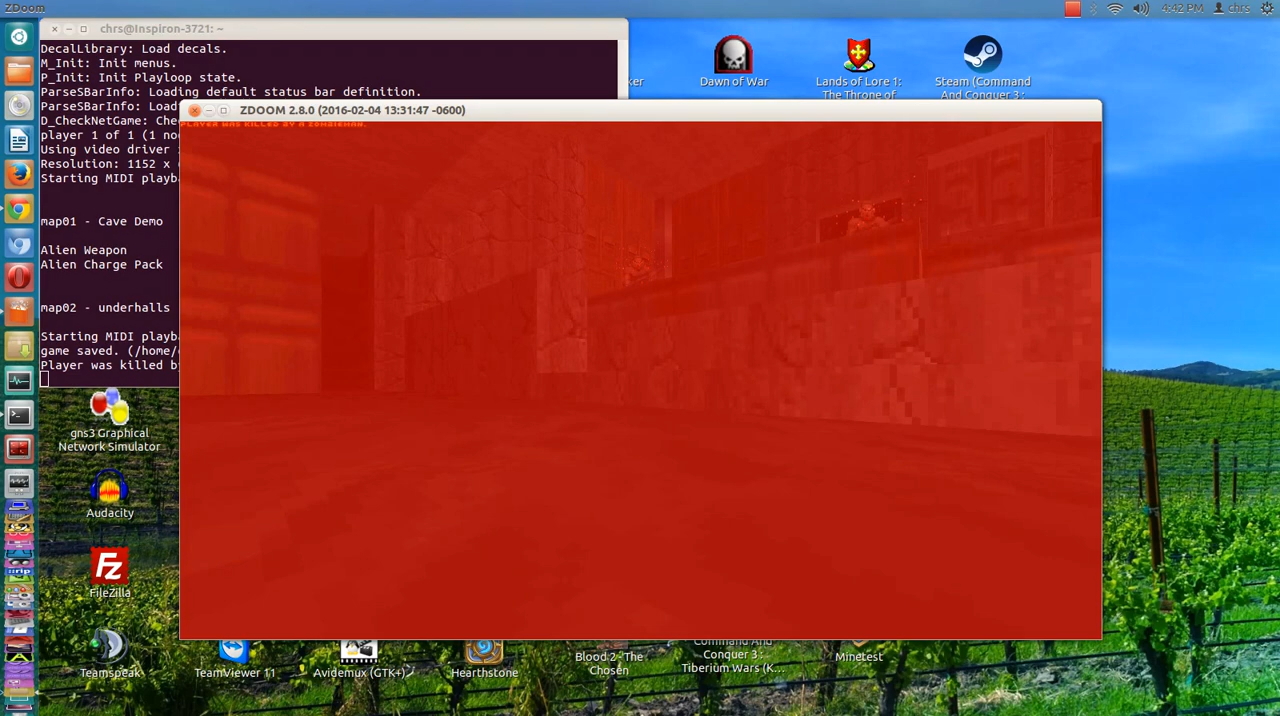 ZDoom
4:42 PM
chrs
chrs@Inspiron-3721: ~
DecalLibrary: Load decals.
M_Init: Init menus.
P_Init: Init Playloop state.
ParseSBarInfo: Loading default status bar definition.
ParseSBarInfo: Load
D_CheckNetGame: Che
player 1 of 1 (1 no
Using video driver
Resolution: 1152 x
Starting MIDI playb
map01 - Cave Demo
Alien Weapon
Alien Charge Pack
map02 - underhalls
Starting MIDI playb
game saved. (/home/
Player was killed by
ZDOOM 2.8.0 (2016-02-04 13:31:47 -0600)
PLAYER WAS KILLED BY A ZOMBIEMAN.
ker
Dawn of War
Lands of Lore 1:
The Throne of
Steam (Command
And Conquer 3 :
gns3 Graphical
Network Simulator
Audacity
FileZilla
Teamspeak
TeamViewer 11
Avidemux (GTK+)
Hearthstone
Blood 2- The
Chosen
Command And
Conquer 3 :
Tiberium Wars (K...
Minetest